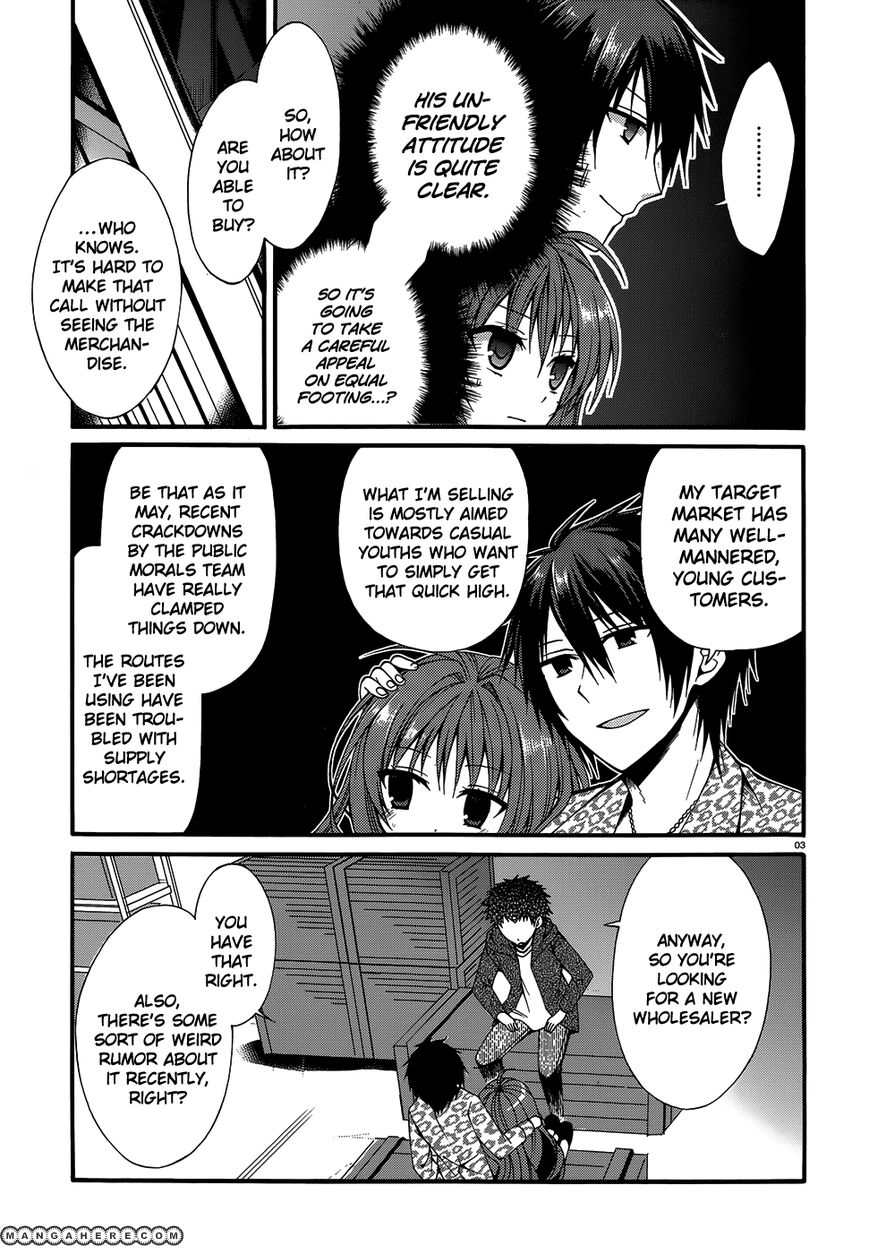 ...........
HIS UN-
FRIENDLY
ATTITUDE
IS QUITE
CLEAR.
SO IT'S
GOING
TO TAKE
A CAREFUL
APPEAL
ON EQUAL
FOOTING...?
SO,
HOW
ABOUT
IT?
ARE
YOU
ABLE
TO
BUY?
...WHO
KNOWS.
IT'S HARD TO
MAKE THAT
CALL WITHOUT
SEEING THE
MERCHAN-
DISE.
MY TARGET
MARKET HAS
MANY WELL-
MANNERED,
YOUNG CUS-
TOMERS.
WHAT I'M SELLING
IS MOSTLY AIMED
TOWARDS CASUAL
YOUTHS WHO WANT
TO SIMPLY GET
THAT QUICK HIGH.
BE THAT AS IT
MAY, RECENT
CRACKDOWNS
BY THE PUBLIC
MORALS TEAM
HAVE REALLY
CLAMPED
THINGS DOWN.
THE ROUTES
I'VE BEEN
USING HAVE
BEEN TROU-
BLED WITH
SUPPLY
SHORTAGES.
03
ANYWAY,
SO YOU'RE
LOOKING
FOR A NEW
WHOLESALER?
YOU
HAVE
THAT
RIGHT.
ALSO,
THERE'S SOME
SORT OF WEIRD
RUMOR ABOUT
IT RECENTLY,
RIGHT?
MANGAHERE.COM